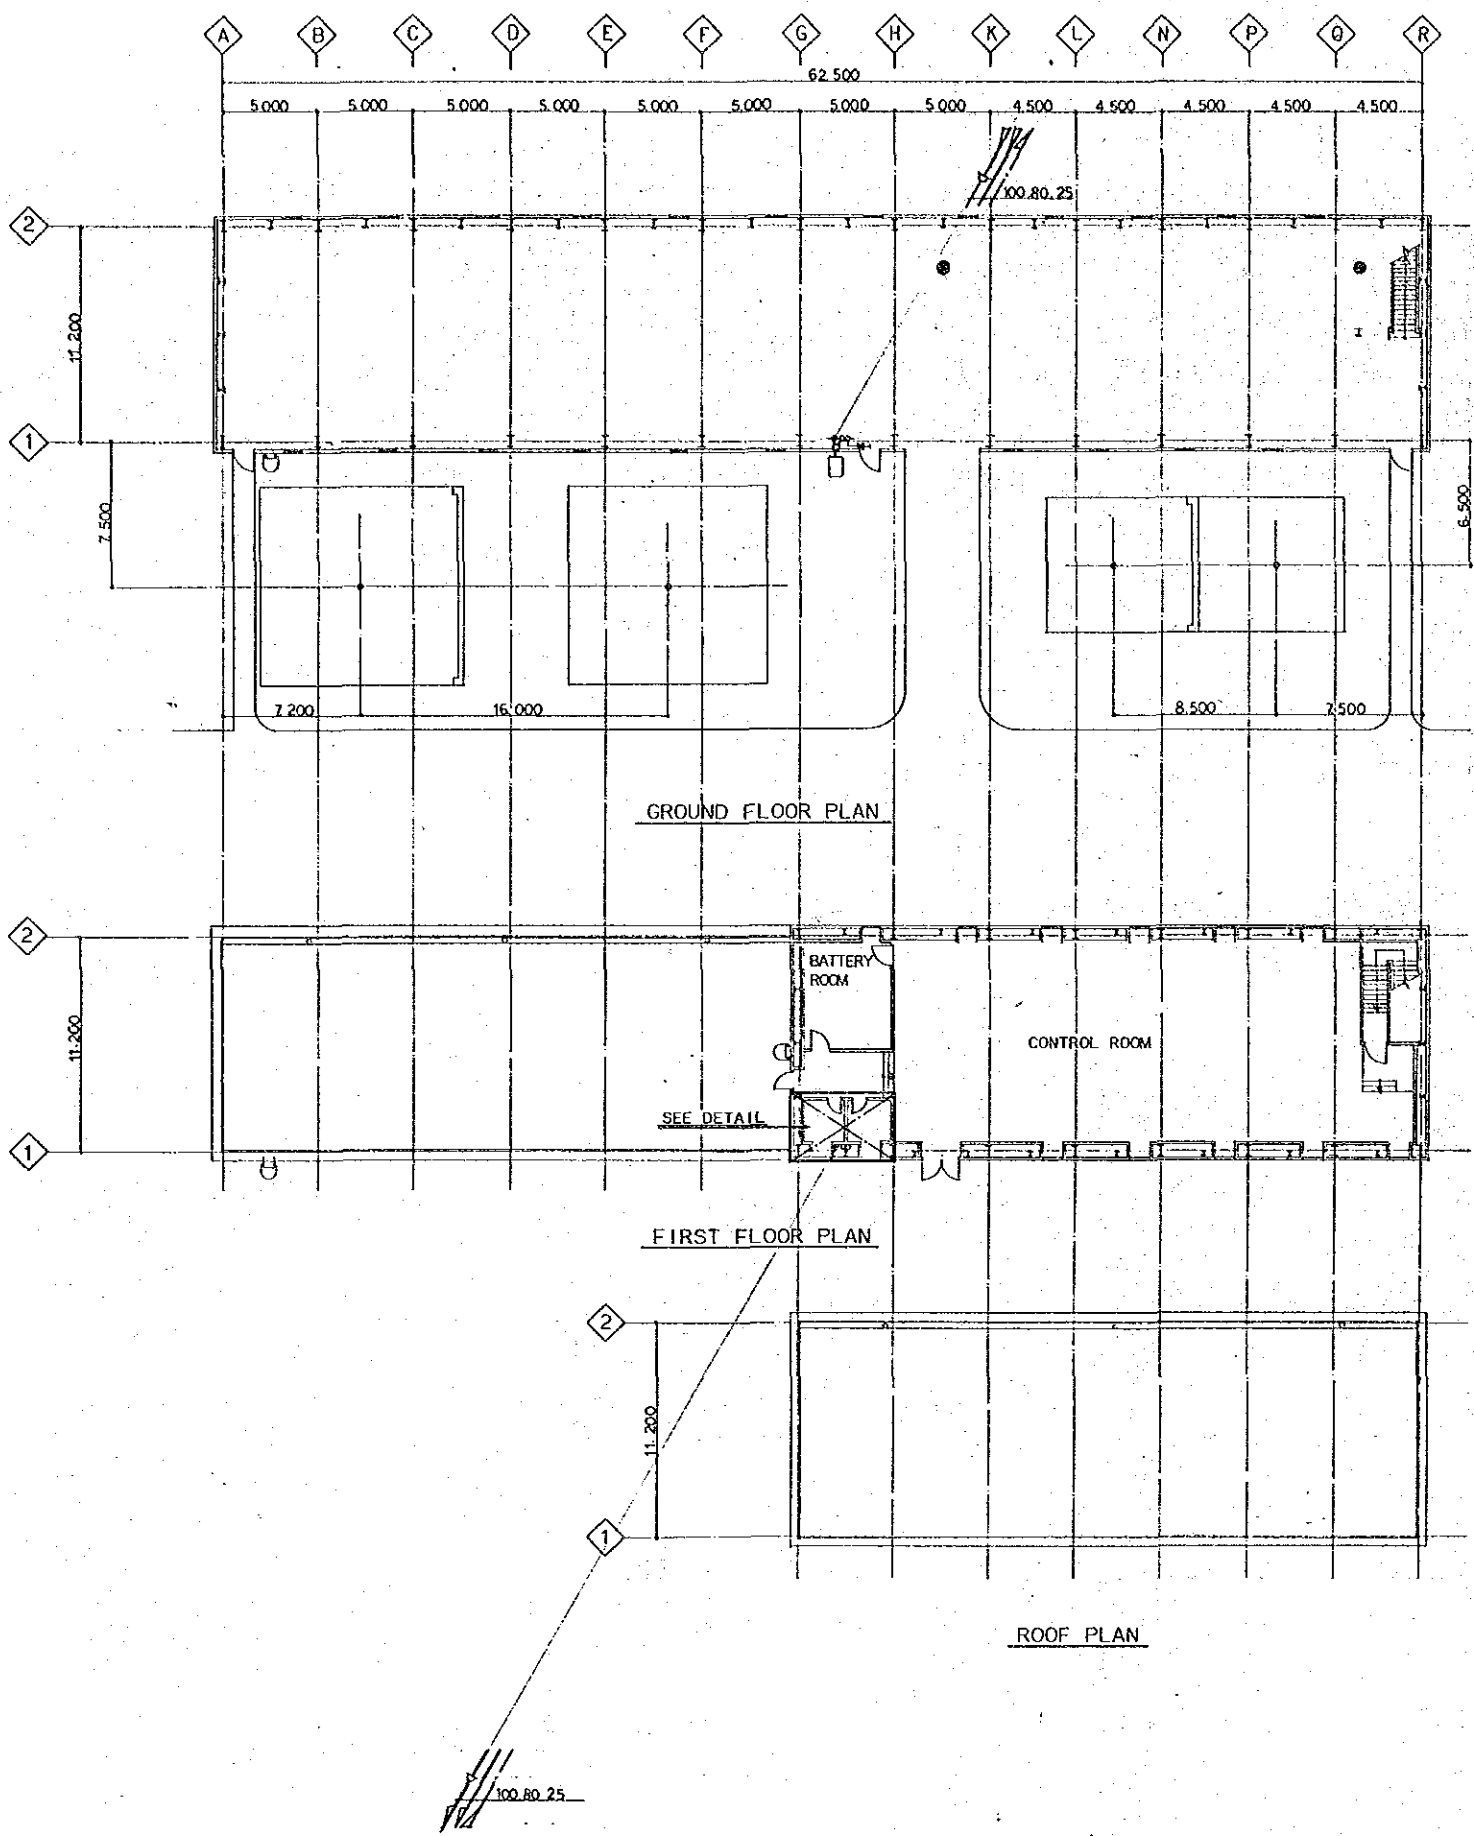 A B C D E F G H K L N P Q R
62.500
5.000 5.000 5.000 5.000 5.000 5.000 5.000 5.000 4.500 4.500 4.500 4.500 4.500
100.80.25
2
11.200
1
7.500
6.500
7.200 16.000 8.500 7.500
GROUND FLOOR PLAN
2
BATTERY
ROOM
11.200
CONTROL ROOM
SEE DETAIL
1
FIRST FLOOR PLAN
2
11.200
1
ROOF PLAN
100.80.25